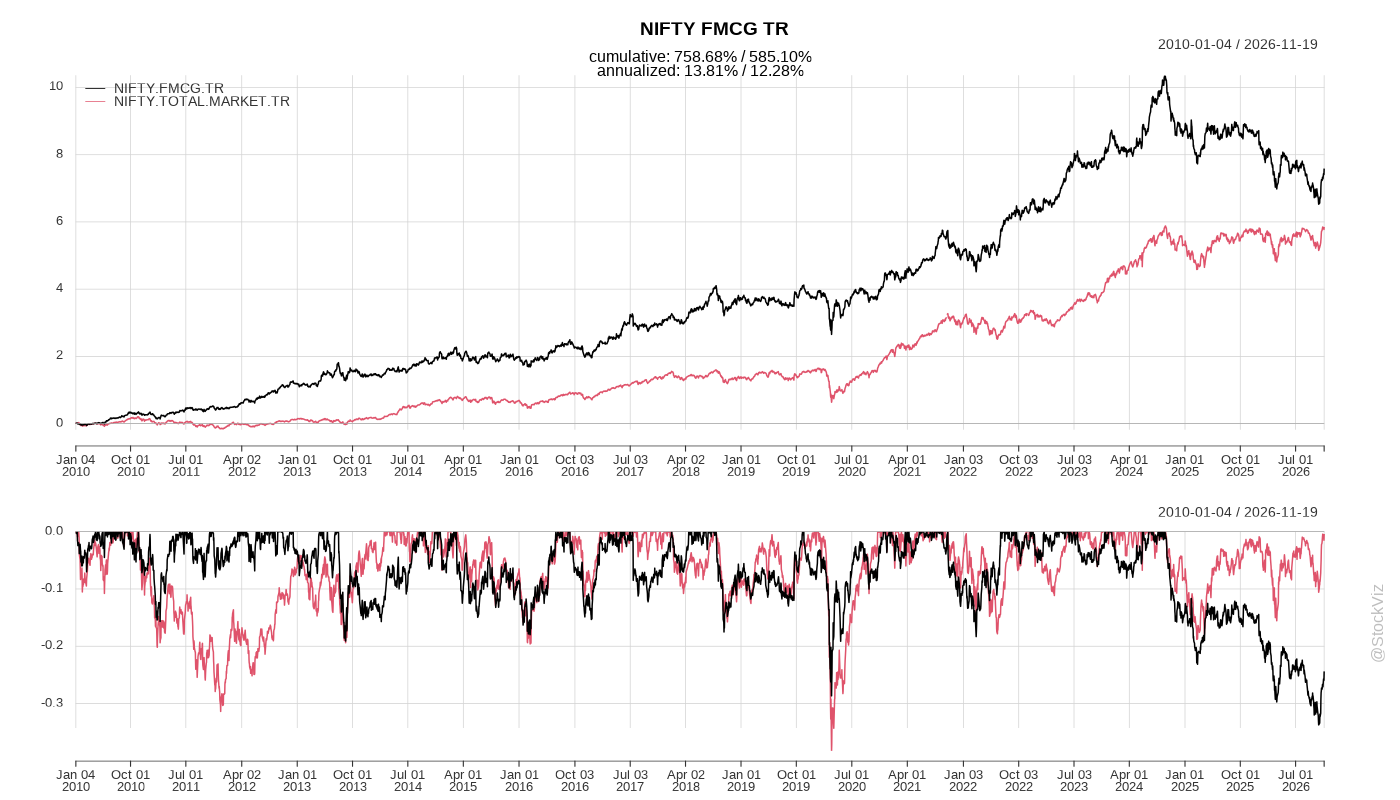 NIFTY FMCG TR
cumulative: 758.68% / 585.10%
annualized: 13.81% / 12.28%
2010-01-04 / 2026-11-19
NIFTY.FMCG.TR
NIFTY.TOTAL.MARKET.TR
10
8
6
4
2
0
Jan 04 Oct 01 Jul 01 Apr 02 Jan 01 Oct 01 Jul 01 Apr 01 Jan 01 Oct 03 Jul 03 Apr 02 Jan 01 Oct 01 Jul 01 Apr 01 Jan 03 Oct 03 Jul 03 Apr 01 Jan 01 Oct 01 Jul 01
2010 2010 2011 2012 2013 2013 2014 2015 2016 2016 2017 2018 2019 2019 2020 2021 2022 2022 2023 2024 2025 2025 2026
2010-01-04 / 2026-11-19
0.0
-0.1
-0.2
-0.3
Jan 04 Oct 01 Jul 01 Apr 02 Jan 01 Oct 01 Jul 01 Apr 01 Jan 01 Oct 03 Jul 03 Apr 02 Jan 01 Oct 01 Jul 01 Apr 01 Jan 03 Oct 03 Jul 03 Apr 01 Jan 01 Oct 01 Jul 01
2010 2010 2011 2012 2013 2013 2014 2015 2016 2016 2017 2018 2019 2019 2020 2021 2022 2022 2023 2024 2025 2025 2026
@StockViz